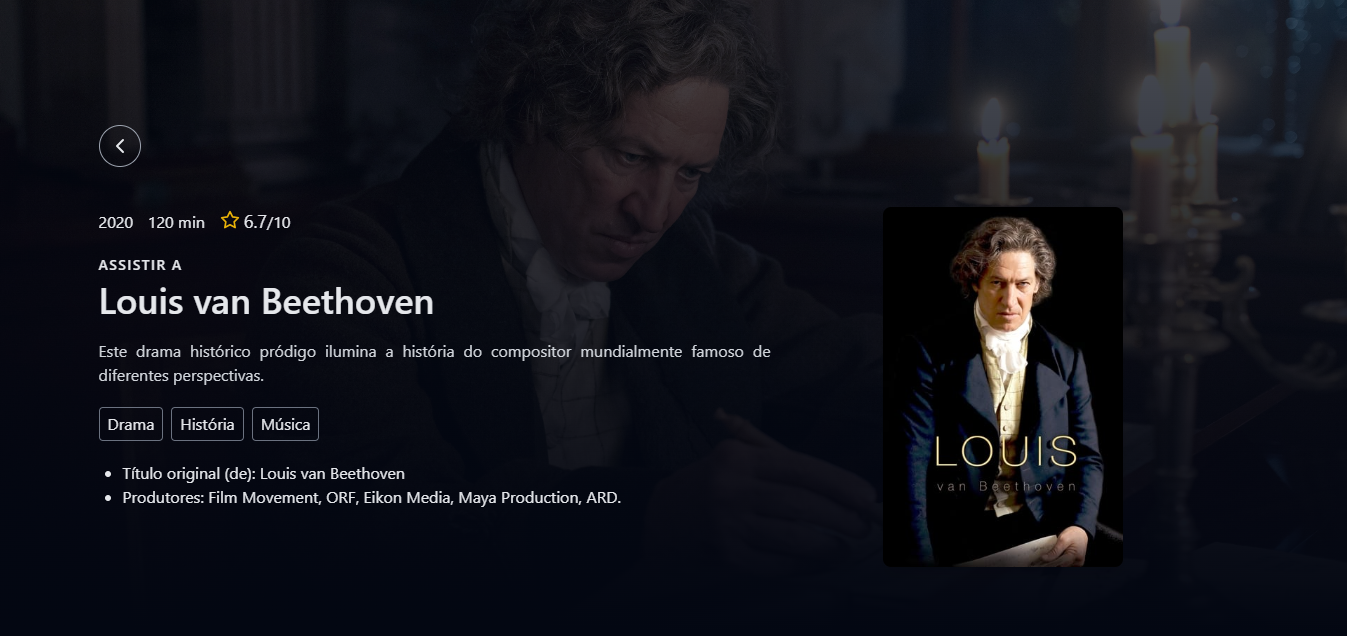 2020 120 min 6.7/10
ASSISTIR A
Louis van Beethoven
Este drama histórico pródigo ilumina a história do compositor mundialmente famoso de
diferentes perspectivas.
Drama História Música
Título original (de): Louis van Beethoven
Produtores: Film Movement, ORF, Eikon Media, Maya Production, ARD.
LOUIS
van Beethoven